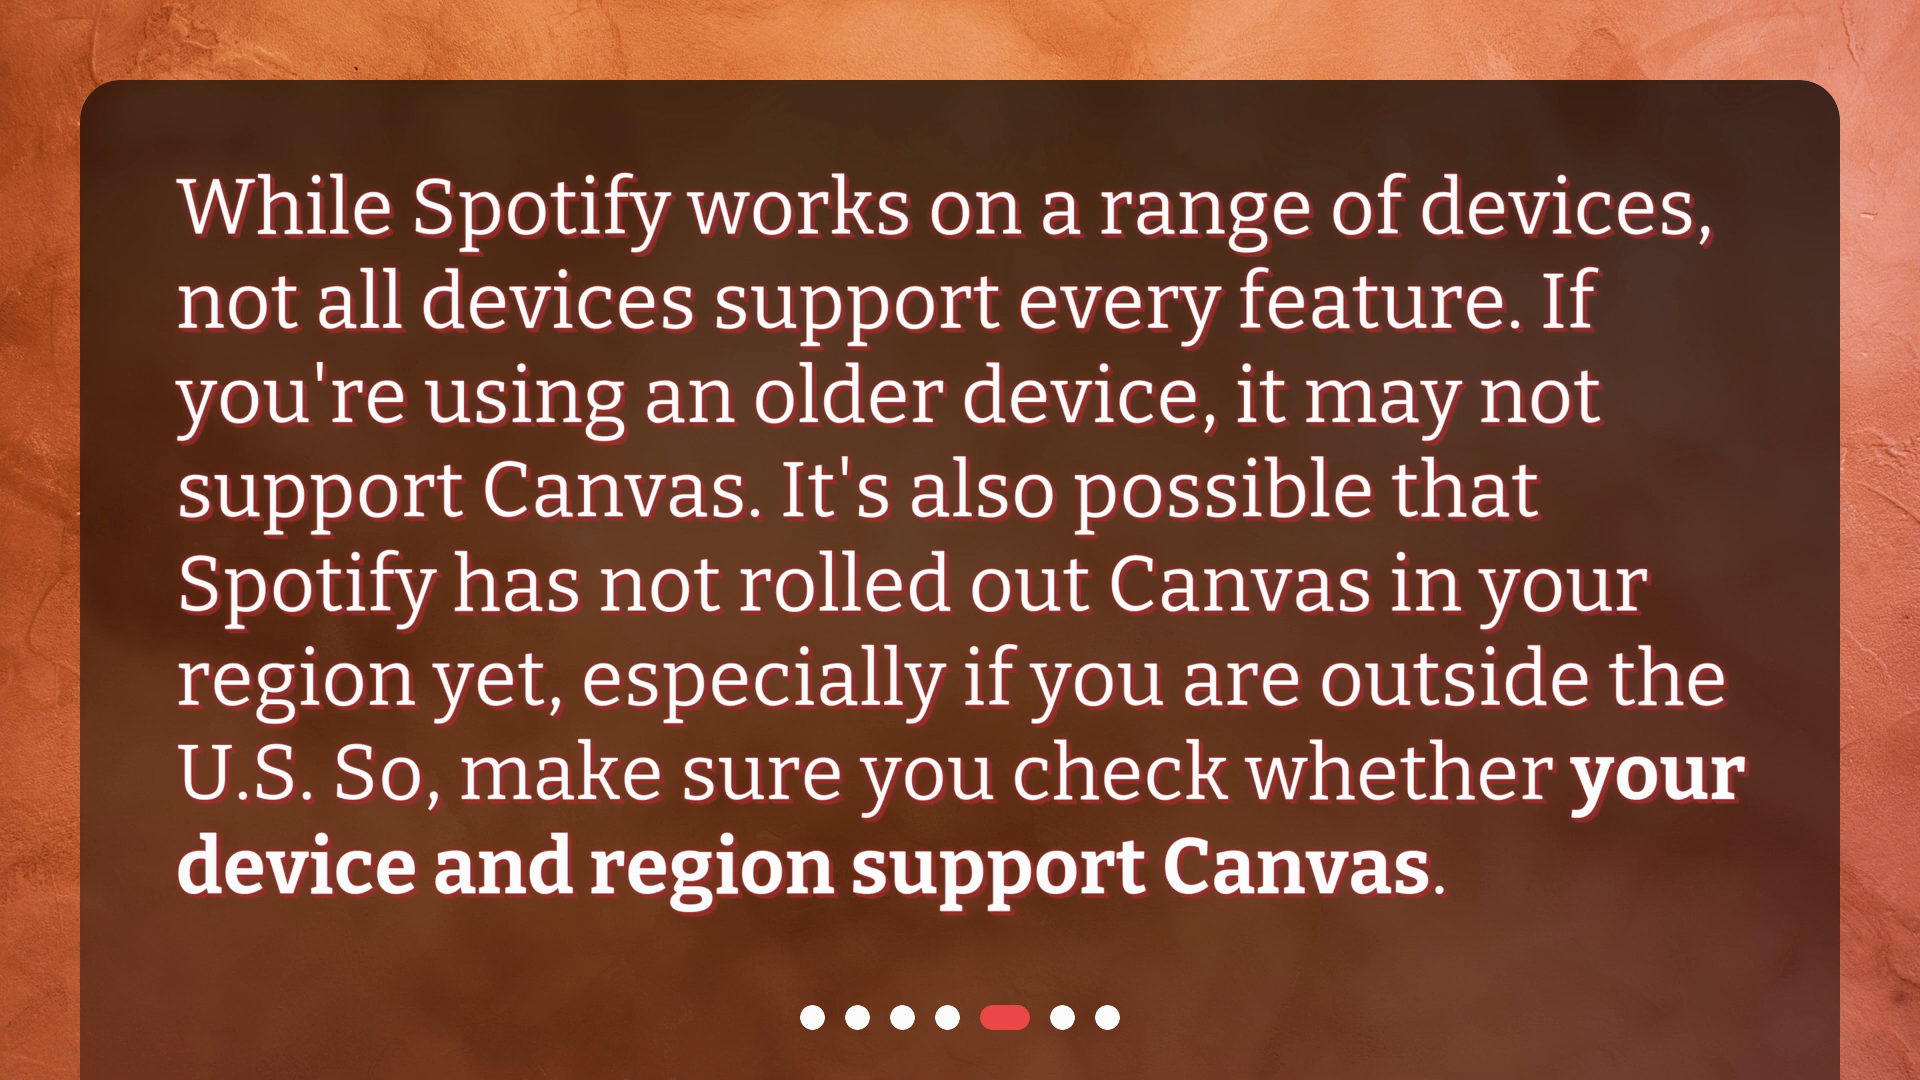 While Spotify works on a range of devices,
not all devices support every feature. If
you're using an older device, it may not
support Canvas. It's also possible that
Spotify has not rolled out Canvas in your
region yet, especially if you are outside the
U.S. So, make sure you check whether your
device and region support Canvas.